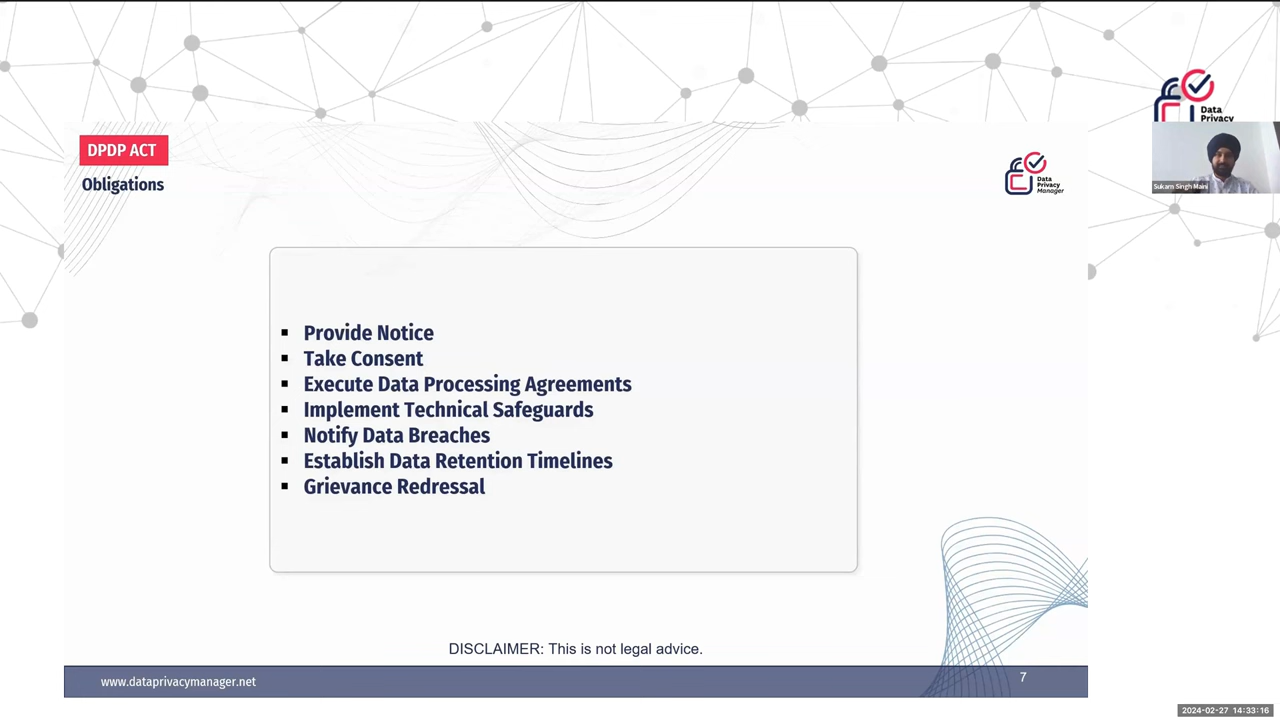 Data
Privacy
DPDP ACT
Obligations
Data
Privacy
Manager
Sukam Singh Maini
▪ Provide Notice
▪ Take Consent
▪ Execute Data Processing Agreements
▪ Implement Technical Safeguards
▪ Notify Data Breaches
▪ Establish Data Retention Timelines
▪ Grievance Redressal
DISCLAIMER: This is not legal advice.
www.dataprivacymanager.net
7
2024-02-27 14:33:16